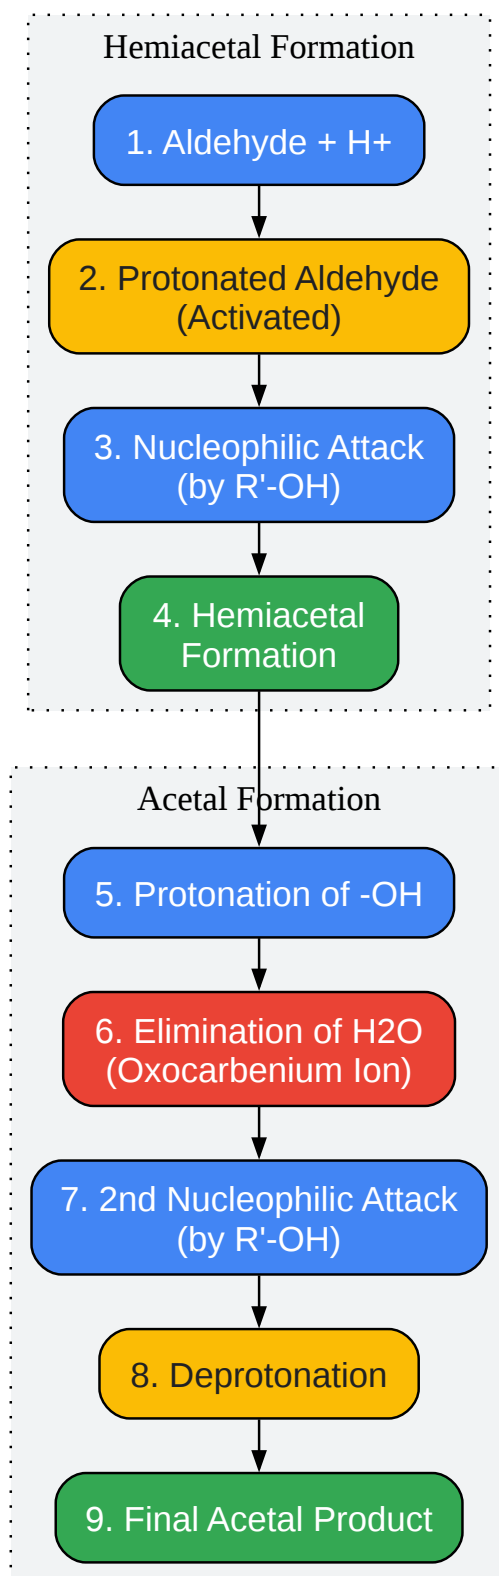 Hemiacetal Formation
1. Aldehyde + H+
2. Protonated Aldehyde
(Activated)
3. Nucleophilic Attack
(by R'-OH)
4. Hemiacetal
Formation
Acetal Formation
5. Protonation of -OH
6. Elimination of H2O
(Oxocarbenium Ion)
7. 2nd Nucleophilic Attack
(by R'-OH)
8. Deprotonation
9. Final Acetal Product